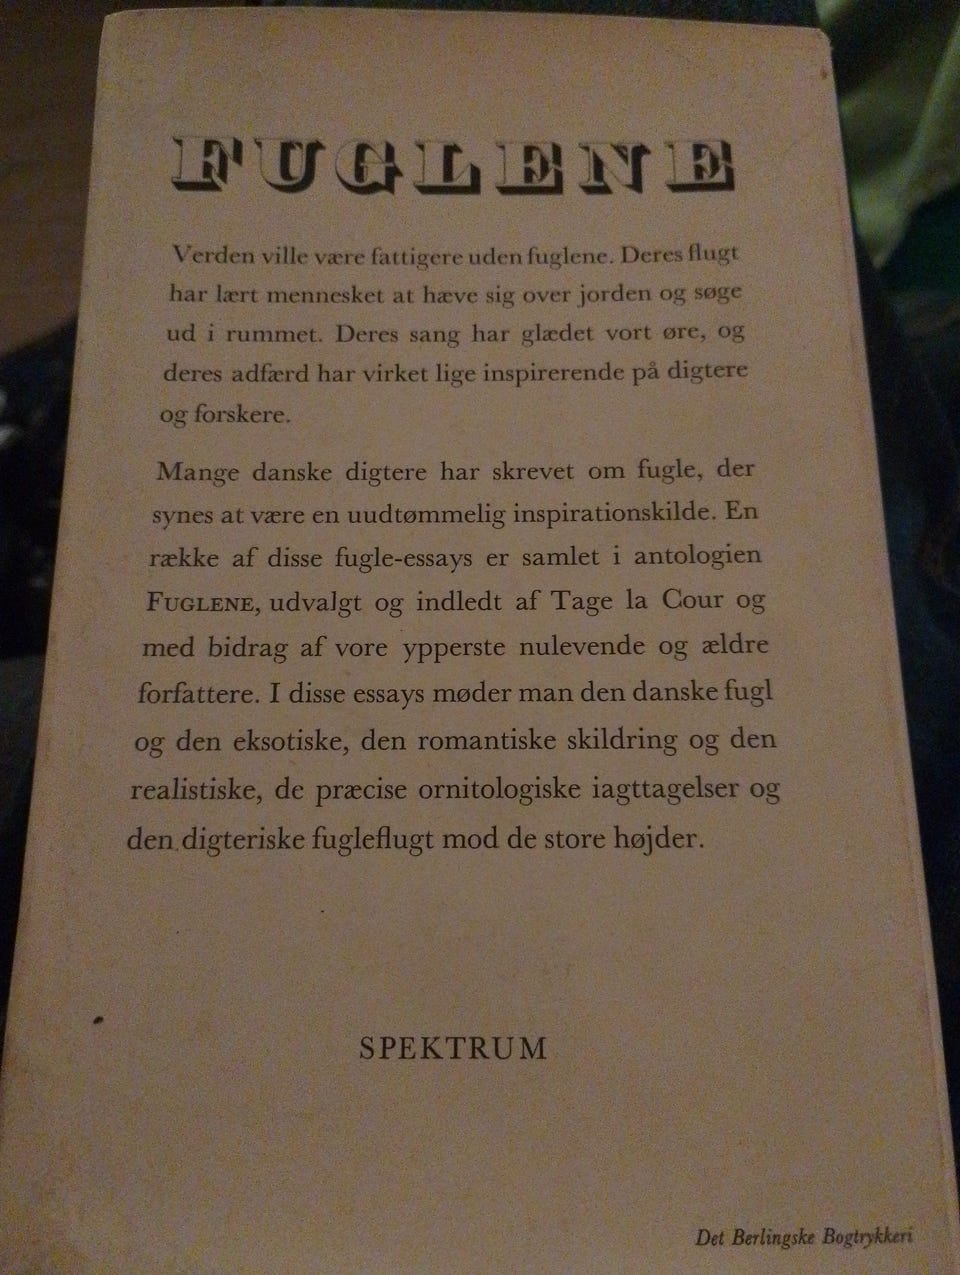 FUGLENE
Verden ville være fattigere uden fuglene. Deres flugt
har lært mennesket at hæve sig over jorden og søge
ud i rummet. Deres sang har glædet vort øre, og
deres adfærd har virket lige inspirerende på digtere
og forskere.
Mange danske digtere har skrevet om fugle, der
synes at være en uudtømmelig inspirationskilde. En
række af disse fugle-essays er samlet i antologien
FUGLENE, udvalgt og indledt af Tage la Cour og
med bidrag af vore ypperste nulevende og ældre
forfattere. I disse essays møder man den danske fugl
og den eksotiske, den romantiske skildring og den
realistiske, de præcise ornitologiske iagttagelser og
den digteriske fugleflugt mod de store højder.
SPEKTRUM
Det Berlingske Bogtrykkeri